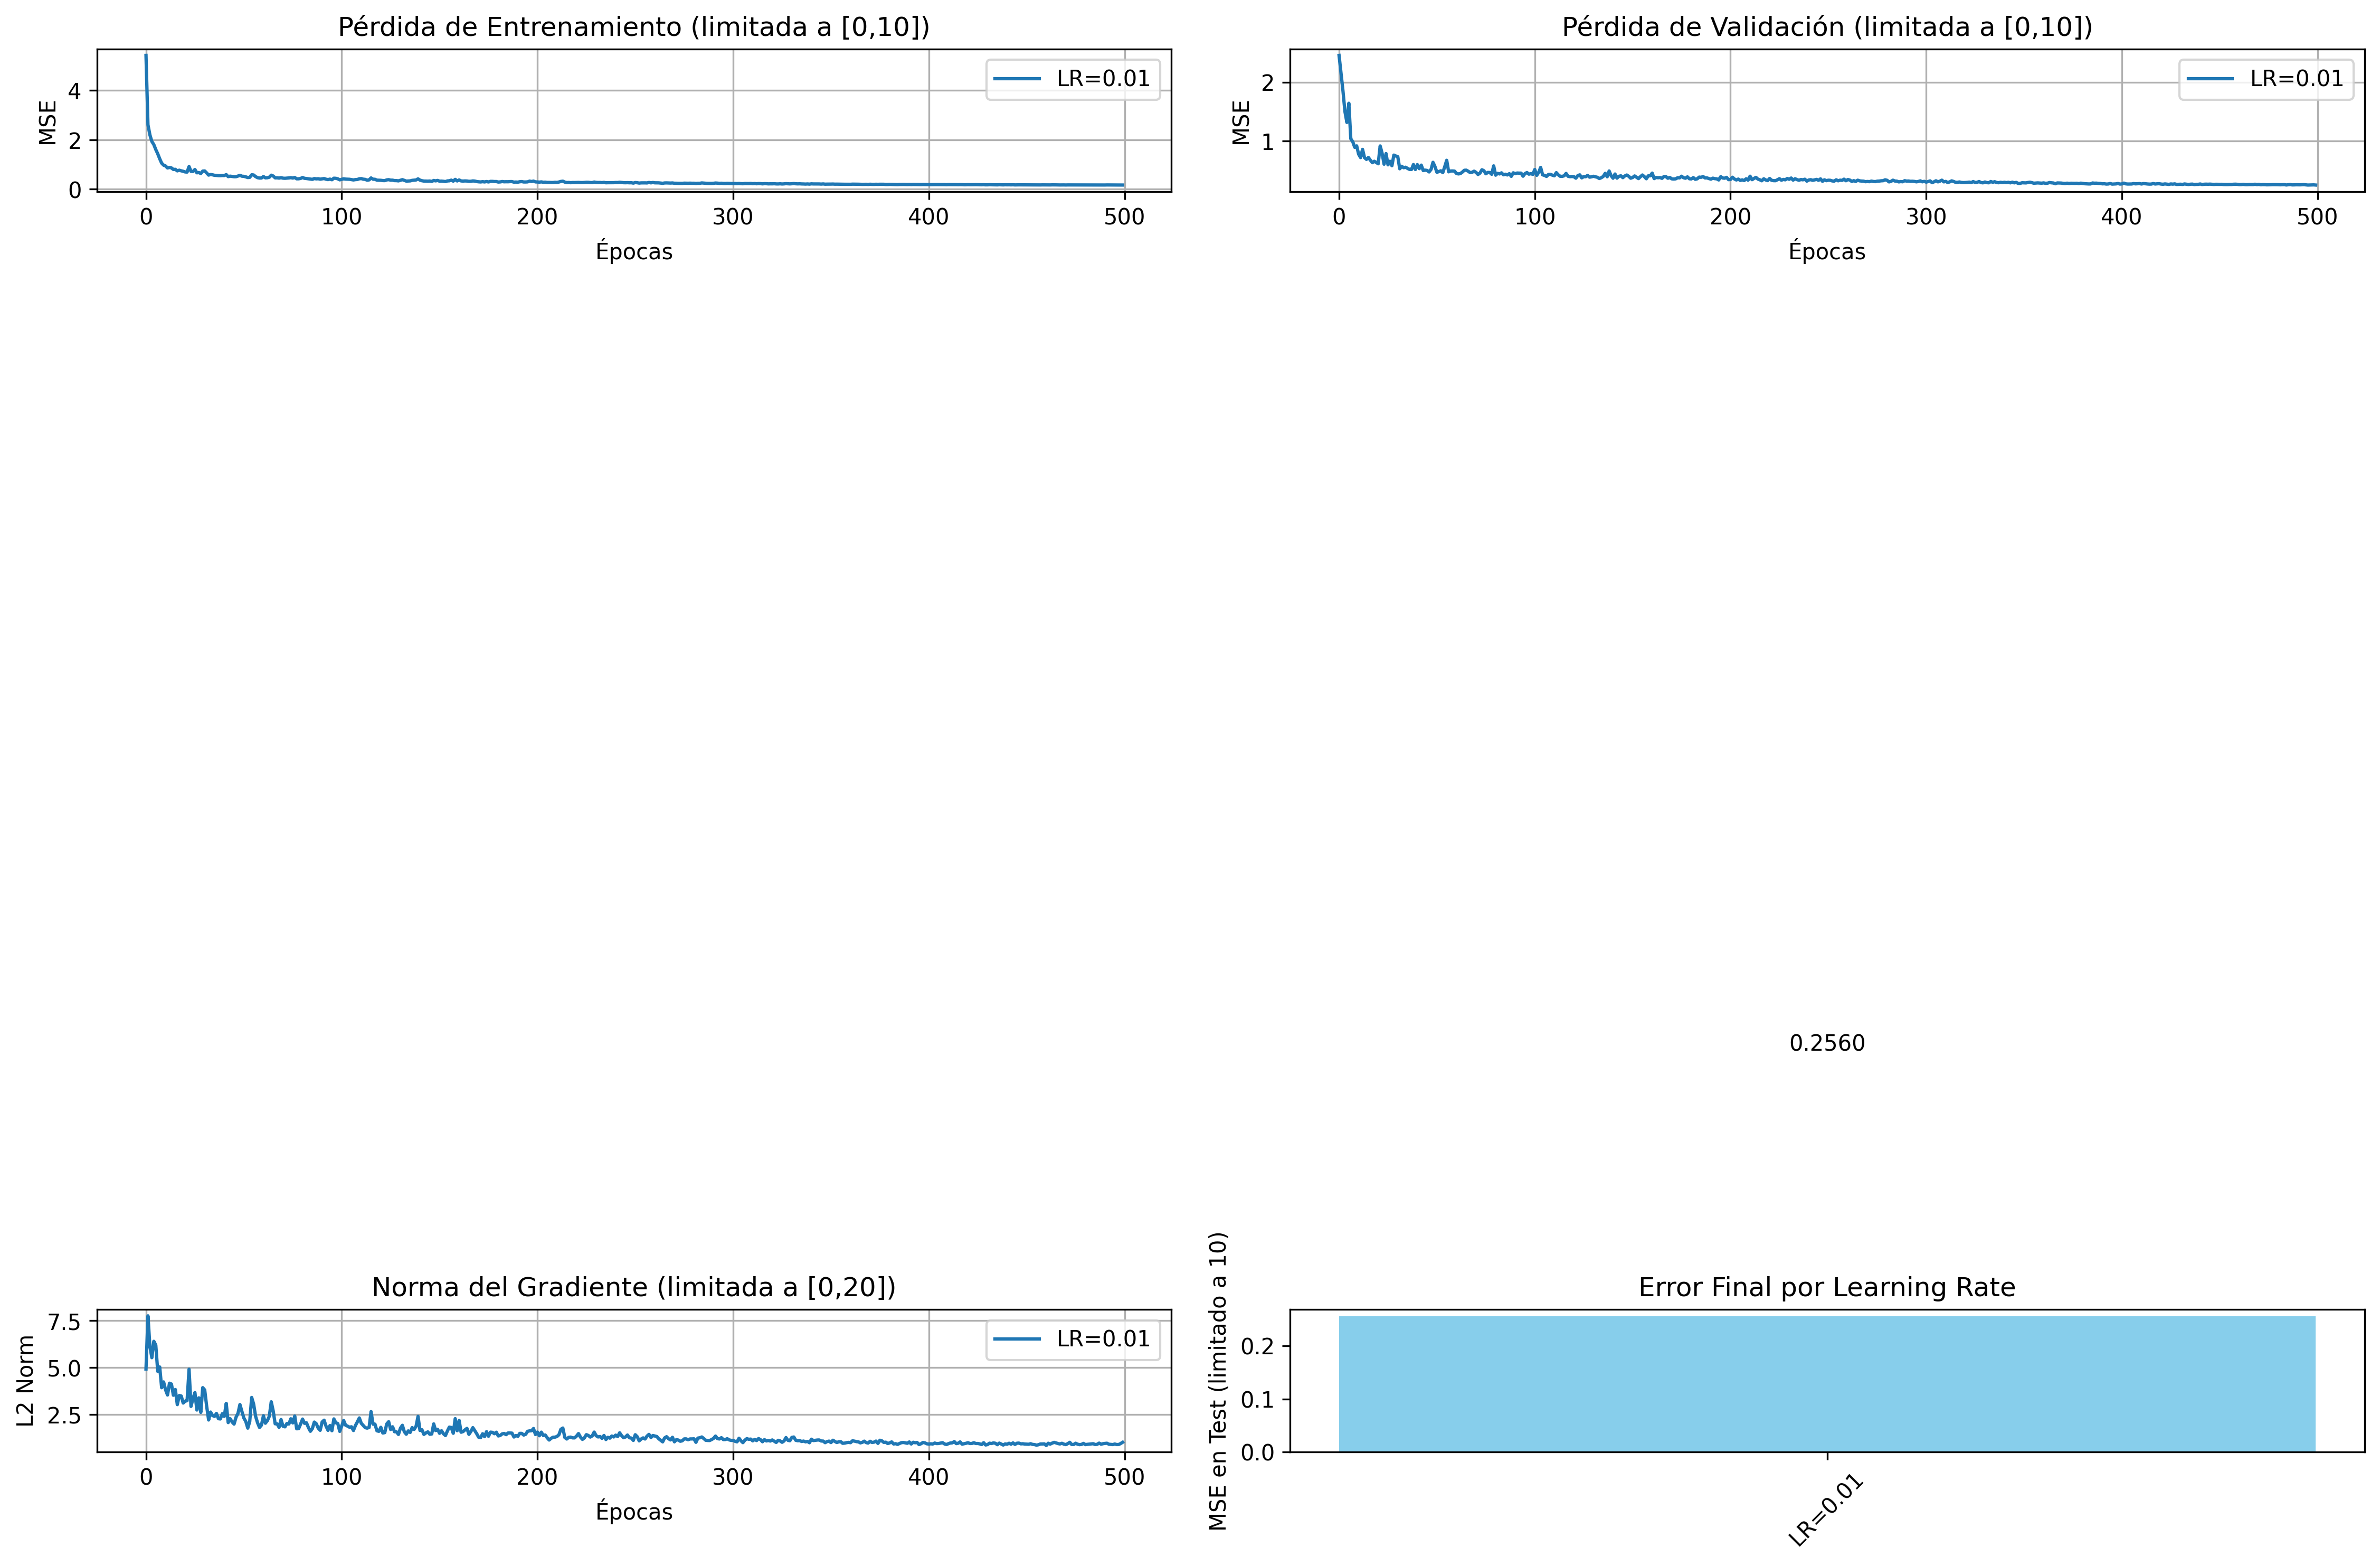 Pérdida de Entrenamiento (limitada a [0,10])
MSE
4
2
0
LR=0.01
0 100 200 300 400 500
Épocas
Pérdida de Validación (limitada a [0,10])
MSE
2
1
LR=0.01
0 100 200 300 400 500
Épocas
Norma del Gradiente (limitada a [0,20])
L2 Norm
7.5
5.0
2.5
LR=0.01
0 100 200 300 400 500
Épocas
0.2560
Error Final por Learning Rate
MSE en Test (limitado a 10)
0.2
0.1
0.0
LR=0.01